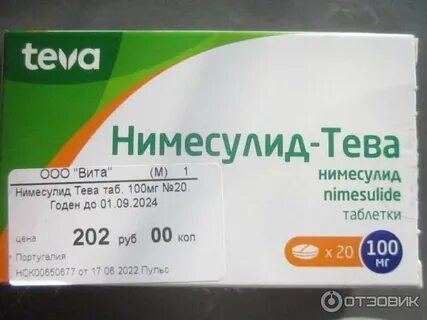 teva
Нимесулид-Тева
нимесулид
nimesulide
таблетки
x 20
100
МГ
ООО "Вита" (М) 1
Нимесулид Тева таб. 100мг №20.
Годен до 01.09.2024
цена 202 руб 00 коп
Португалия
НСК00650677 от 17.06.2022 Пульс
ОТЗОВИК